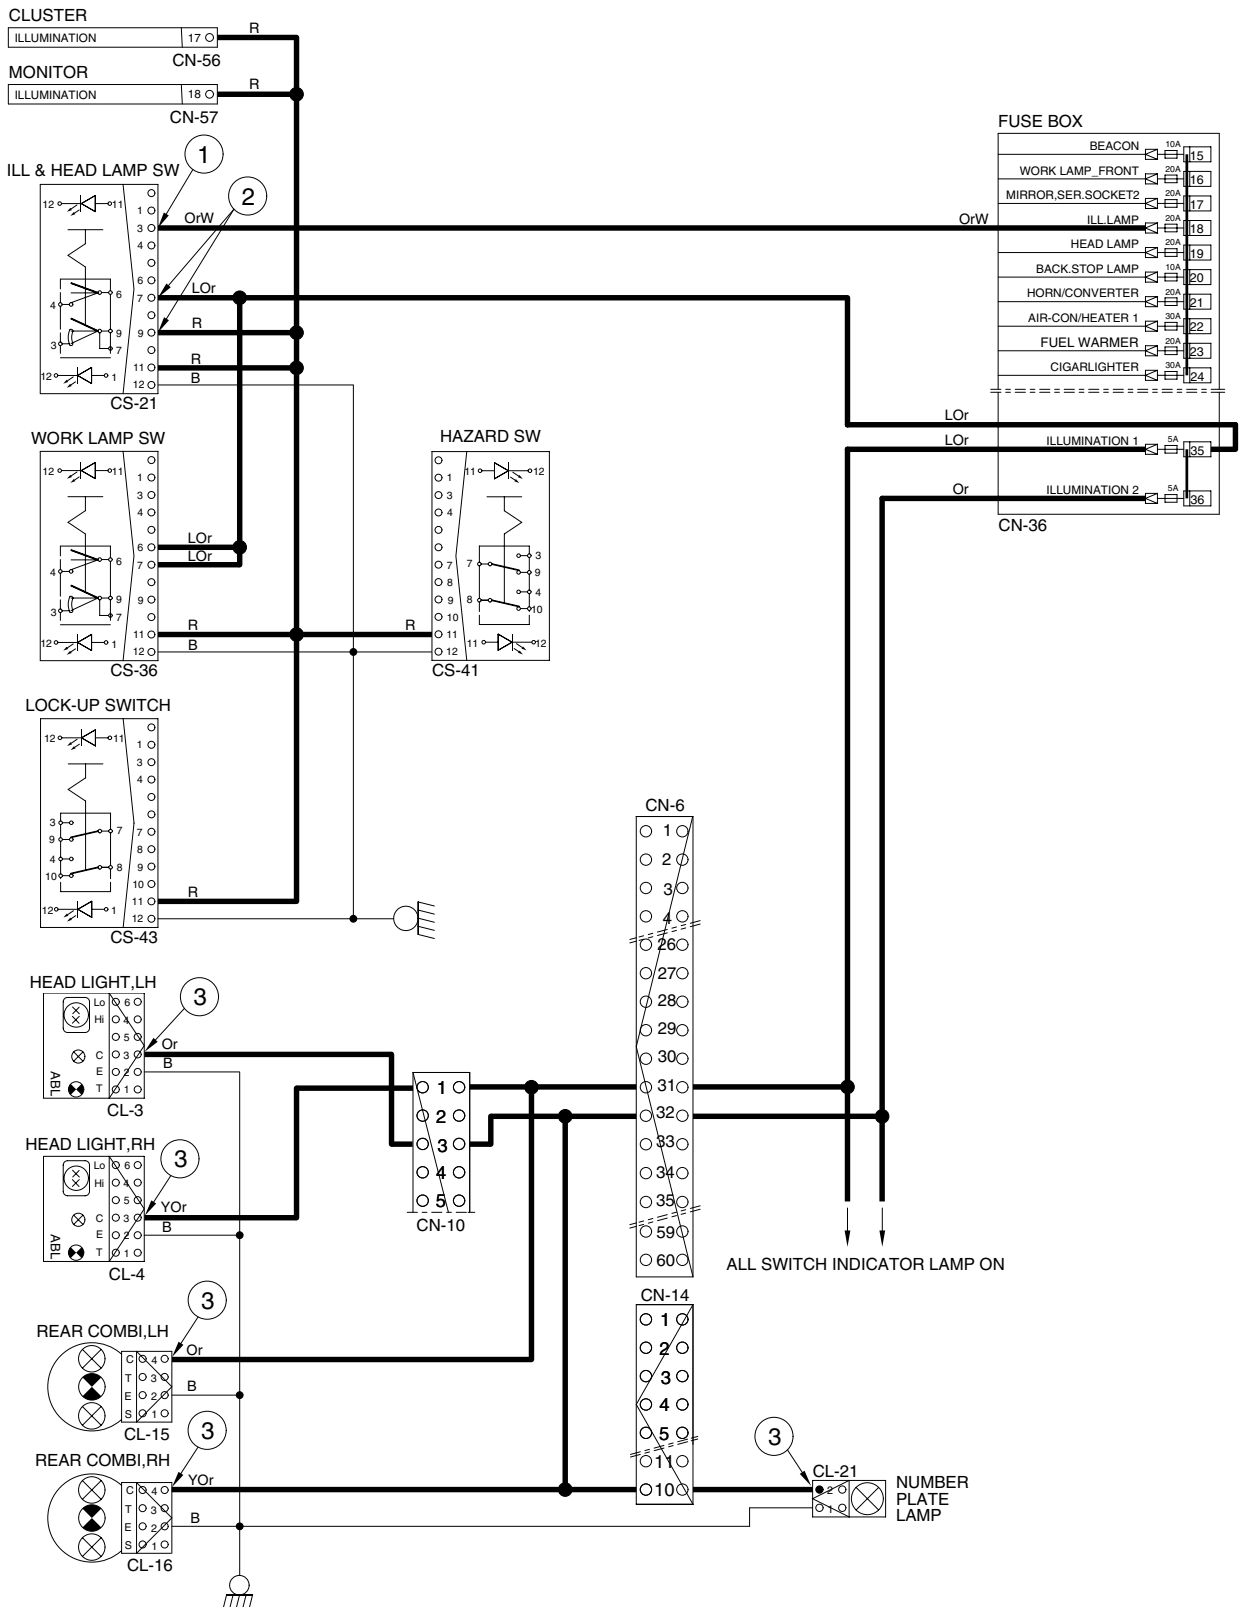 CLUSTER
ILLUMINATION 17 R
CN-56
MONITOR
ILLUMINATION 18 R
CN-57
FUSE BOX
BEACON 10A 15
WORK LAMP_FRONT 20A 16
MIRROR,SER.SOCKET2 20A 17
OrW ILL.LAMP 20A 18
HEAD LAMP 20A 19
BACK.STOP LAMP 10A 20
HORN/CONVERTER 20A 21
AIR-CON/HEATER 1 30A 22
FUEL WARMER 20A 23
CIGARLIGHTER 30A 24
LOr
LOr ILLUMINATION 1 5A 35
Or ILLUMINATION 2 5A 36
CN-36
1
ILL & HEAD LAMP SW
2
12 11
1
3 OrW
4
6
6
4
7 LOr
9
9 R
3
7
11 R
12 1
12 B
CS-21
WORK LAMP SW
12 11
1
3
4
6 LOr
6
4
7 LOr
9
9
3
7
11 R
12 1
12 B
CS-36
HAZARD SW
11 12
1
3
4
3
7
7
9
8
4
9
8
10
10
R 11
11 12
12
CS-41
LOCK-UP SWITCH
12 11
1
3
4
3
7
7
9
8
4
9
8
10
10
11 R
12 1
12
CS-43
HEAD LIGHT,LH
3
Lo 6
Hi 4
5
C 3 Or
E 2 B
T 1
ABL
CL-3
HEAD LIGHT,RH
3
Lo 6
Hi 4
5
C 3 YOr
E 2 B
T 1
ABL
CL-4
1
2
3
4
5
CN-10
CN-6
1
2
3
4
26
27
28
29
30
31
32
33
34
35
59
60
ALL SWITCH INDICATOR LAMP ON
REAR COMBI,LH
3
C 4 Or
T 3
E 2 B
S 1
CL-15
REAR COMBI,RH
3
C 4 YOr
T 3
E 2 B
S 1
CL-16
CN-14
1
2
3
4
5
11
10
3
CL-21
2
1
NUMBER
PLATE
LAMP